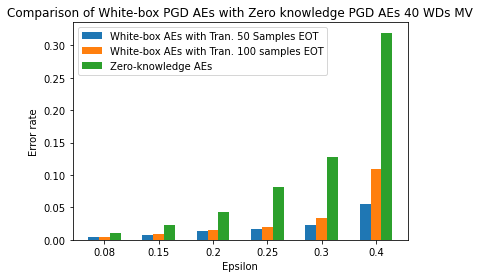 Comparison of White-box PGD AEs with Zero knowledge PGD AEs 40 WDs MV
White-box AEs with Tran. 50 Samples EOT
White-box AEs with Tran. 100 samples EOT
Zero-knowledge AEs
Error rate
0.30
0.25
0.20
0.15
0.10
0.05
0.00
0.08
0.15
0.2
0.25
0.3
0.4
Epsilon